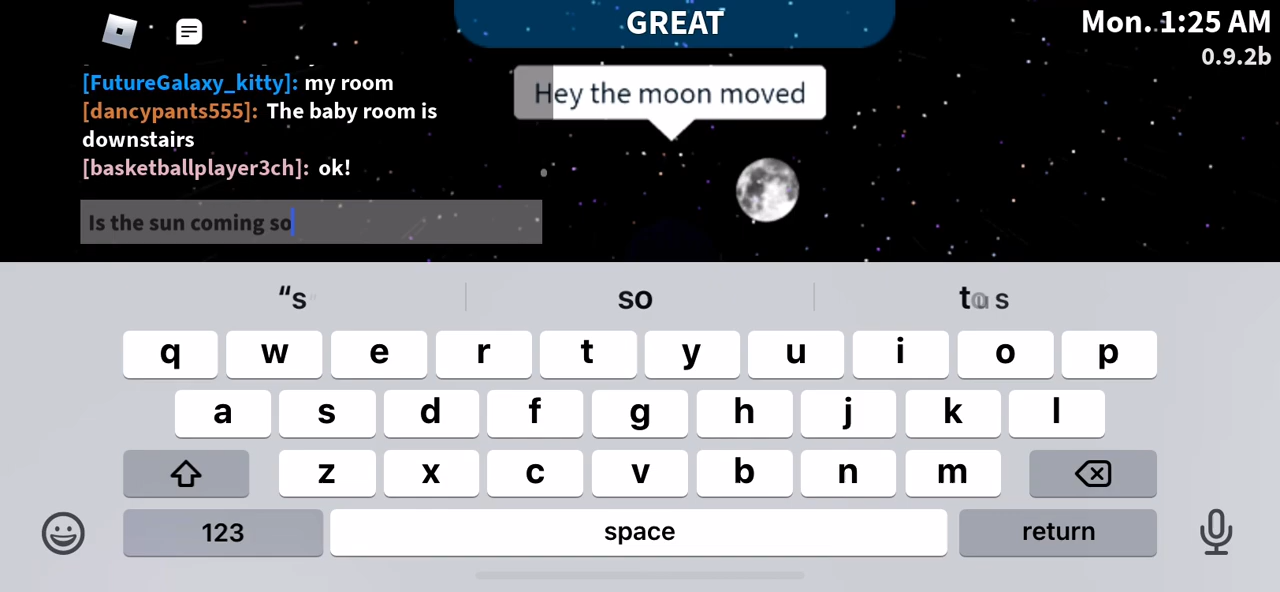 GREAT
Mon. 1:25 AM
0.9.2b
[FutureGalaxy_kitty]: my room
[dancypants555]: The baby room is
downstairs
[basketballplayer3ch]: ok!
Hey the moon moved
Is the sun coming so
“s so
q w e r t y u i o p
a s d f g h j k l
z x c v b n m
123 space return